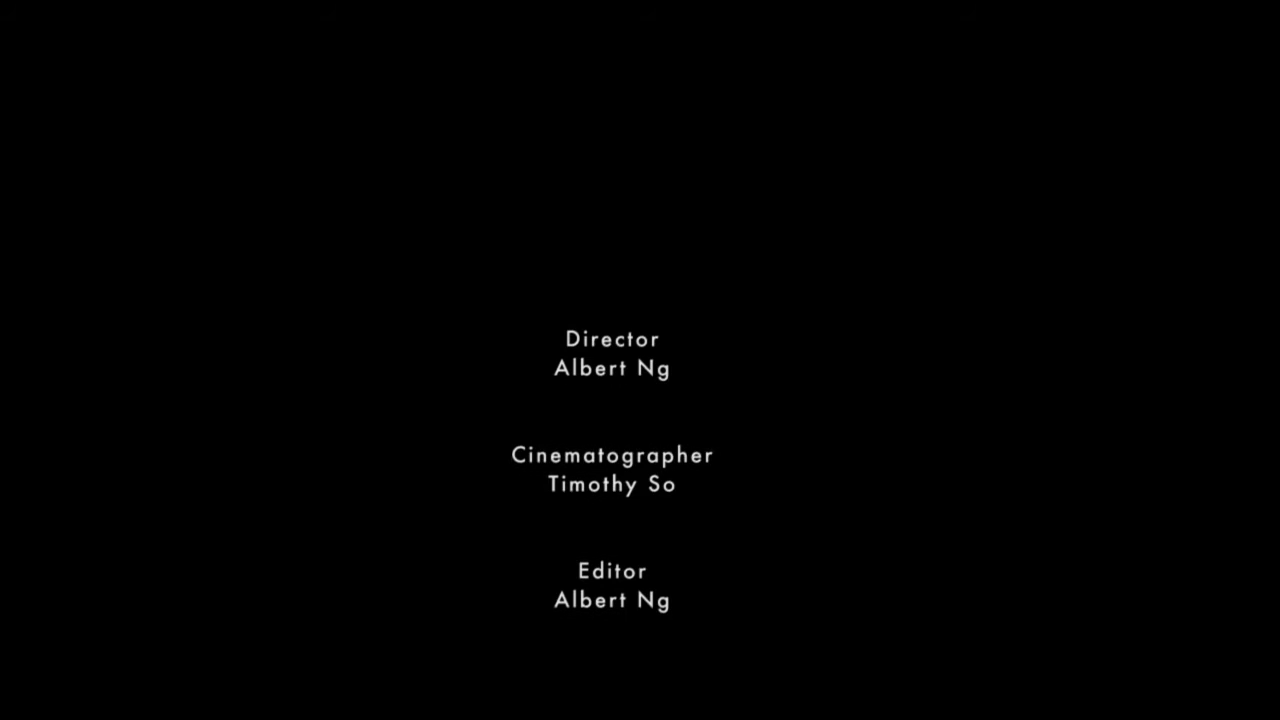 Director
Albert Ng
Cinematographer
Timothy So
Editor
Albert Ng